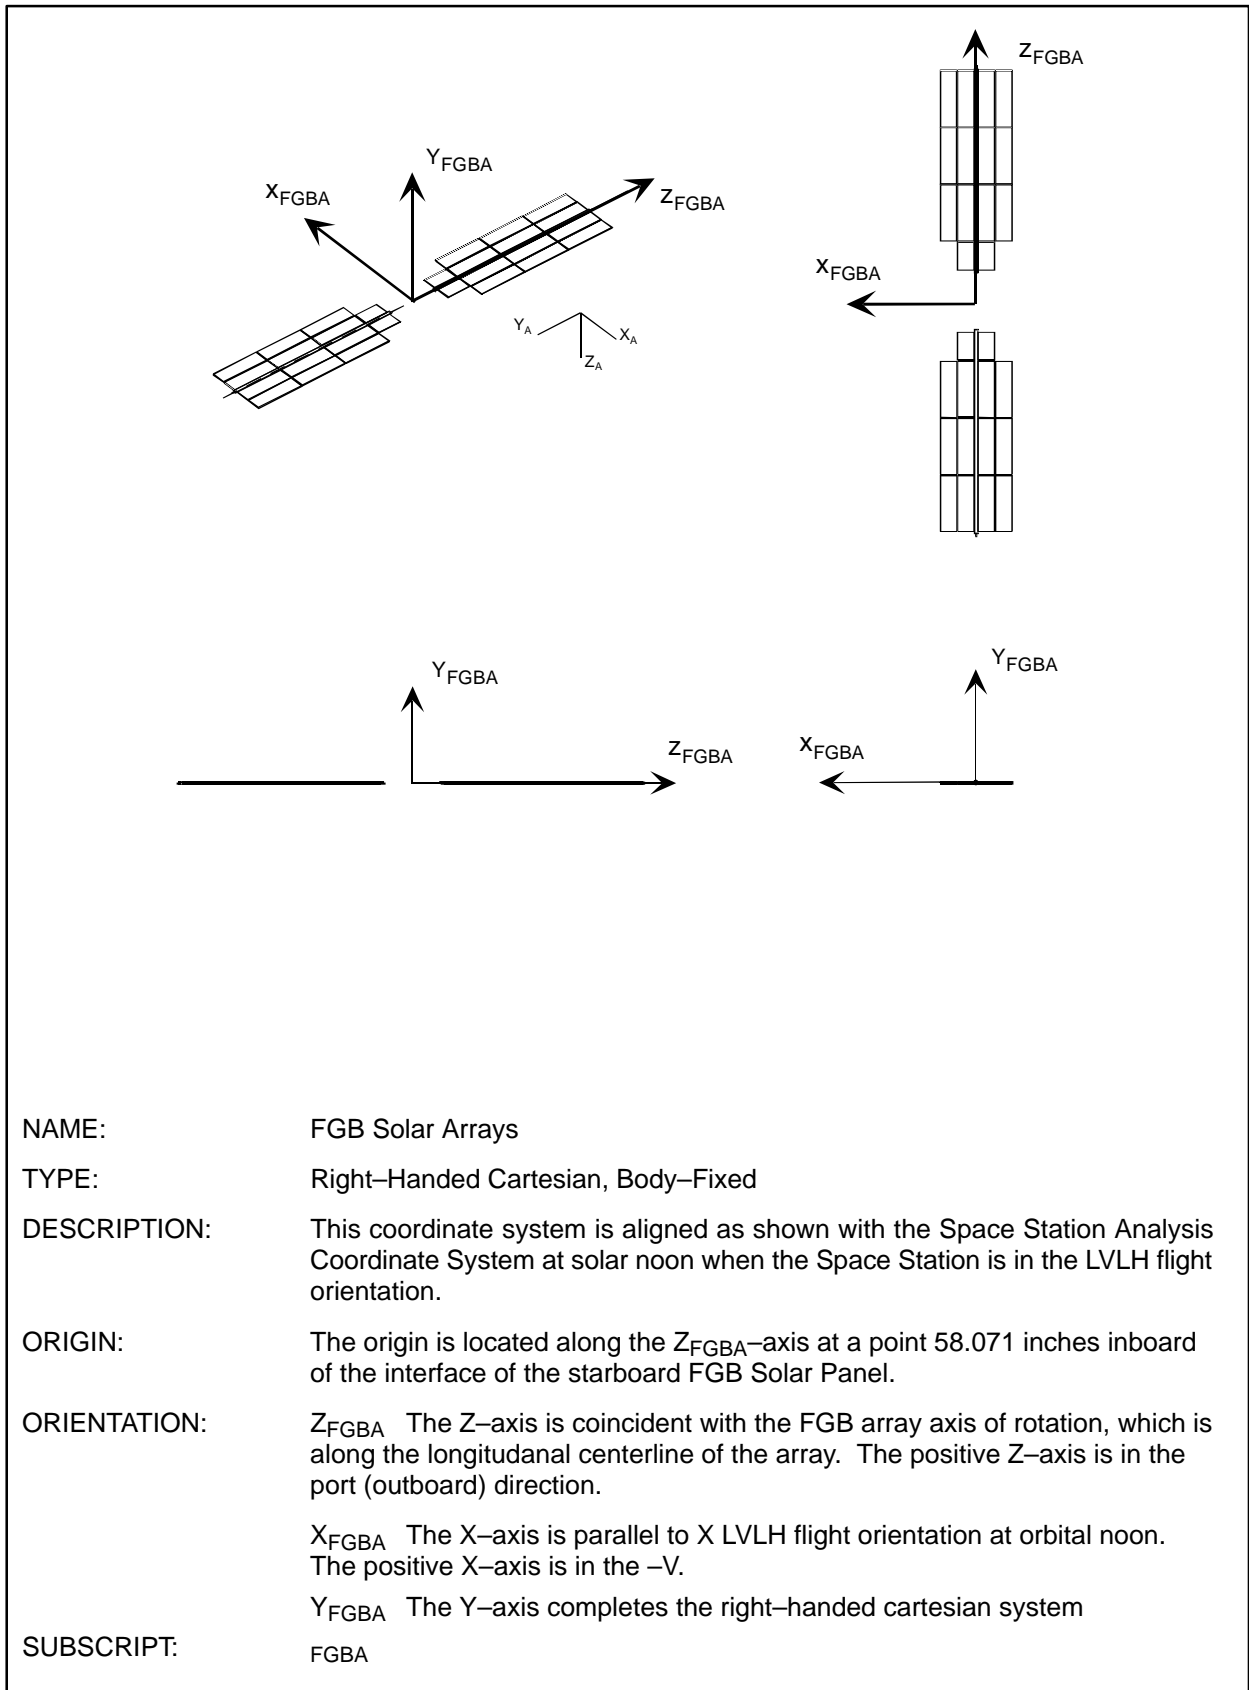 ZFGBA
YFGBA
XFGBA
ZFGBA
XFGBA
YA
XA
ZA
YFGBA
YFGBA
ZFGBA
XFGBA
NAME: FGB Solar Arrays
TYPE: Right–Handed Cartesian, Body–Fixed
DESCRIPTION: This coordinate system is aligned as shown with the Space Station Analysis
Coordinate System at solar noon when the Space Station is in the LVLH flight
orientation.
ORIGIN: The origin is located along the ZFGBA–axis at a point 58.071 inches inboard
of the interface of the starboard FGB Solar Panel.
ORIENTATION: ZFGBA The Z–axis is coincident with the FGB array axis of rotation, which is
along the longitudanal centerline of the array. The positive Z–axis is in the
port (outboard) direction.
XFGBA The X–axis is parallel to X LVLH flight orientation at orbital noon.
The positive X–axis is in the –V.
YFGBA The Y–axis completes the right–handed cartesian system
SUBSCRIPT: FGBA